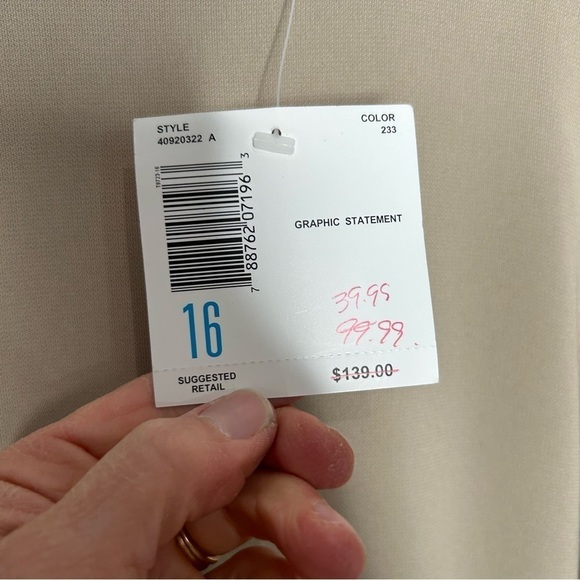 STYLE
40920322 A
COLOR
233
7 88762 07196 3
GRAPHIC STATEMENT
39.99
99.99
16
SUGGESTED
RETAIL
$139.00